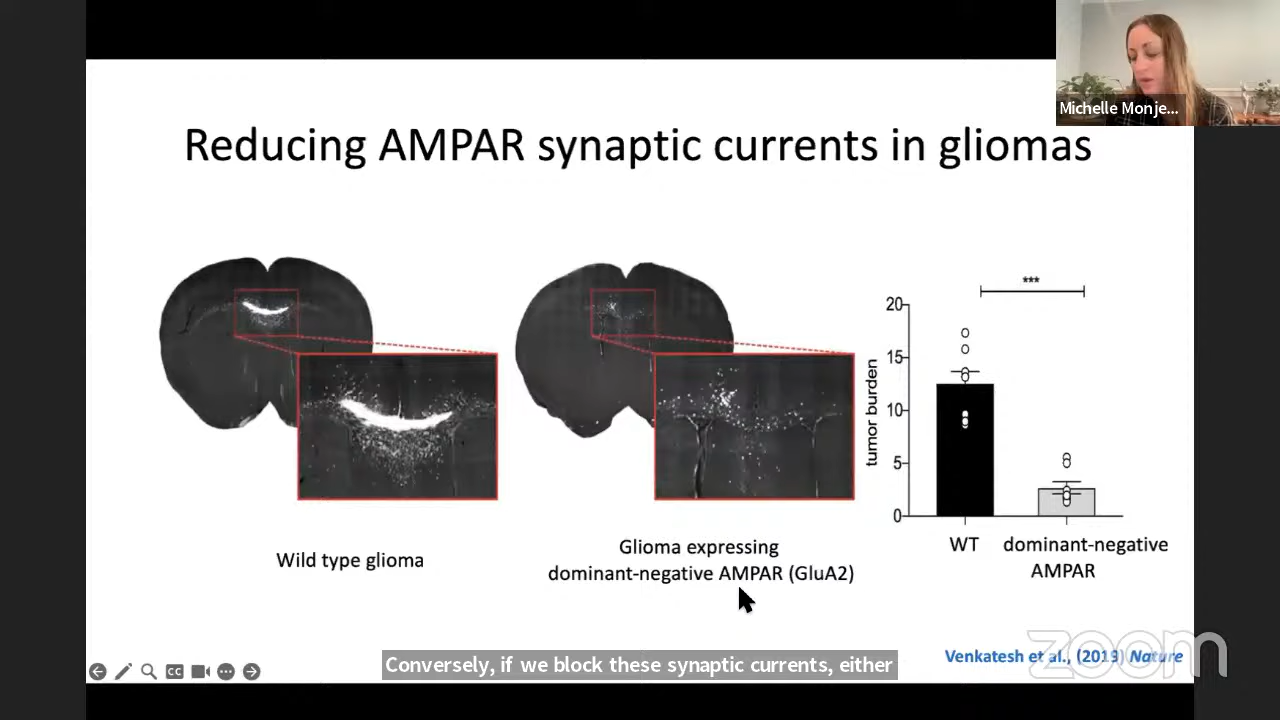 Michelle Monje...
Reducing AMPAR synaptic currents in gliomas
***
20
15
10
5
0
tumor burden
WT
dominant-negative
AMPAR
Wild type glioma
Glioma expressing
dominant-negative AMPAR (GluA2)
Conversely, if we block these synaptic currents, either
Venkatesh et al., (2019) Nature
zoom
CC